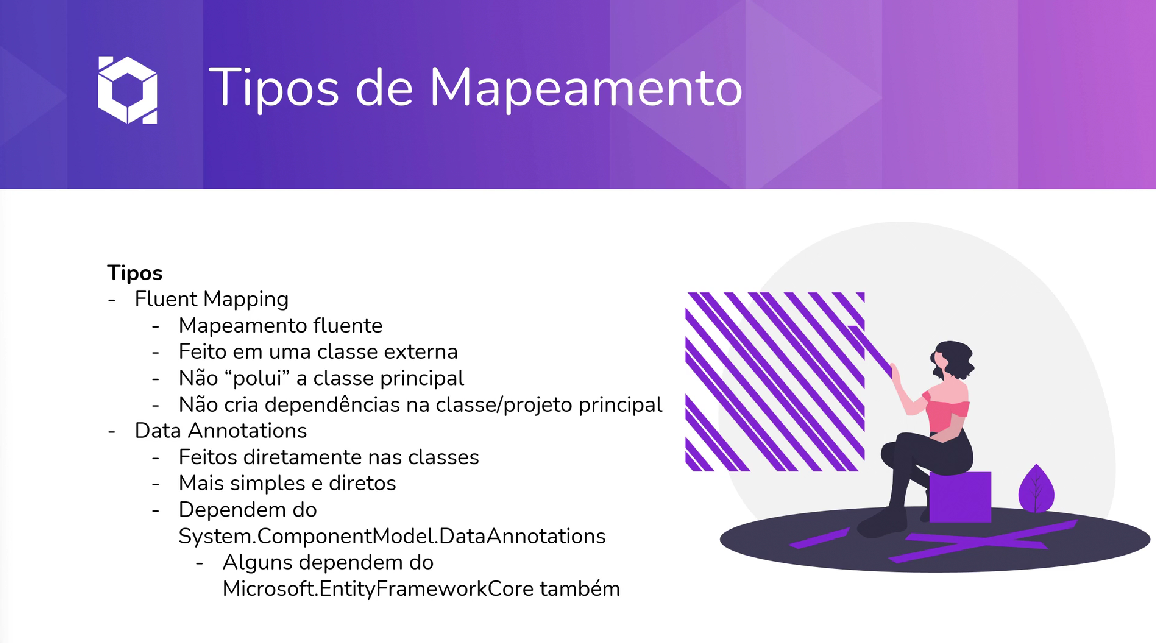 Tipos de Mapeamento
Tipos
- Fluent Mapping
- Mapeamento fluente
- Feito em uma classe externa
- Não “polui” a classe principal
- Não cria dependências na classe/projeto principal
- Data Annotations
- Feitos diretamente nas classes
- Mais simples e diretos
- Dependem do
System.ComponentModel.DataAnnotations
- Alguns dependem do
Microsoft.EntityFrameworkCore também